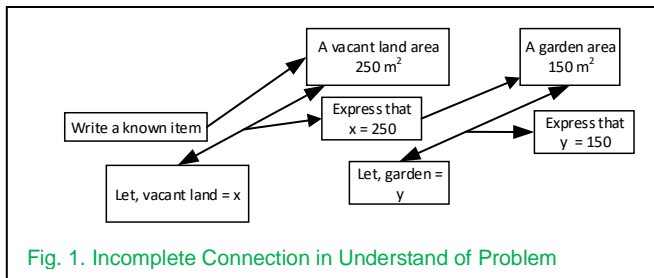 A vacant land area
250 m²
A garden area
150 m²
Write a known item
Express that
x = 250
Express that
y = 150
Let, vacant land = x
Let, garden =
y
Fig. 1. Incomplete Connection in Understand of Problem